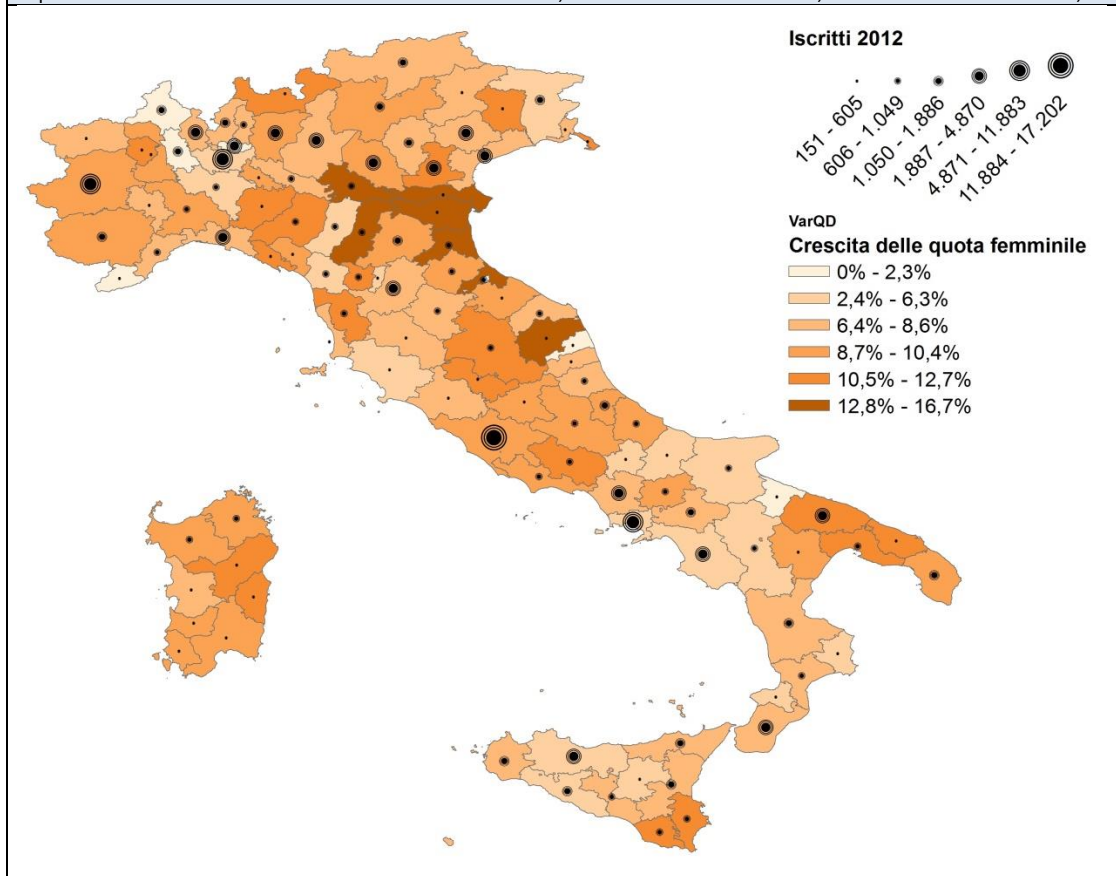 Iscritti 2012
151 - 605
606 - 1.049
1.050 - 1.886
1.887 - 4.870
4.871 - 11.883
11.884 - 17.202
VarQD
Crescita delle quota femminile
0% - 2,3%
2,4% - 6,3%
6,4% - 8,6%
8,7% - 10,4%
10,5% - 12,7%
12,8% - 16,7%